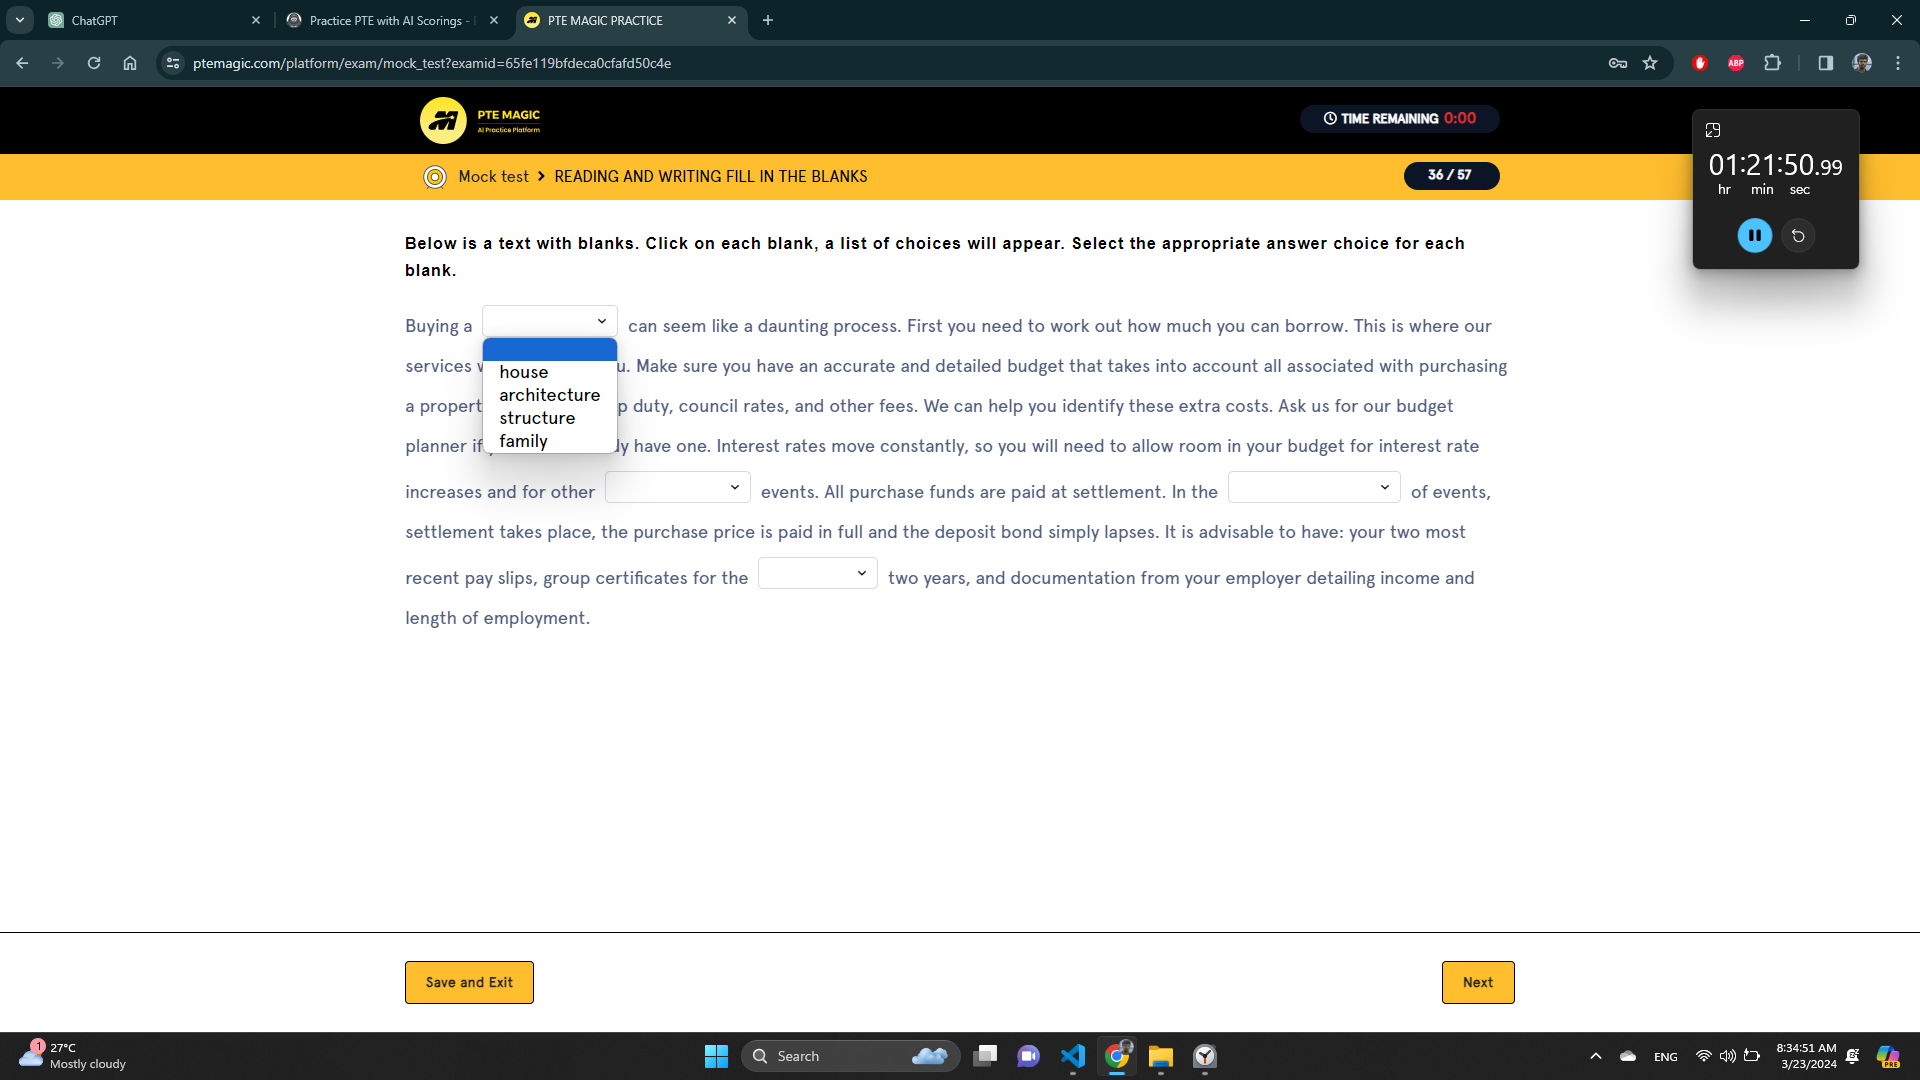 ChatGPT
Practice PTE with AI Scorings -
PTE MAGIC PRACTICE
ptemagic.com/platform/exam/mock_test?examid=65fe119bfdeca0cfafd50c4e
ABP
PTE MAGIC
AI Practice Platform
TIME REMAINING 0:00
Mock test > READING AND WRITING FILL IN THE BLANKS
36 / 57
01:21:50.99
hr min sec
Below is a text with blanks. Click on each blank, a list of choices will appear. Select the appropriate answer choice for each
blank.
Buying a can seem like a daunting process. First you need to work out how much you can borrow. This is where our
services u. Make sure you have an accurate and detailed budget that takes into account all associated with purchasing
house
architecture
structure
family
a propert p duty, council rates, and other fees. We can help you identify these extra costs. Ask us for our budget
planner if ly have one. Interest rates move constantly, so you will need to allow room in your budget for interest rate
increases and for other events. All purchase funds are paid at settlement. In the of events,
settlement takes place, the purchase price is paid in full and the deposit bond simply lapses. It is advisable to have: your two most
recent pay slips, group certificates for the two years, and documentation from your employer detailing income and
length of employment.
Save and Exit
Next
1
27°C
Mostly cloudy
Search
ENG
8:34:51 AM
3/23/2024
PRE